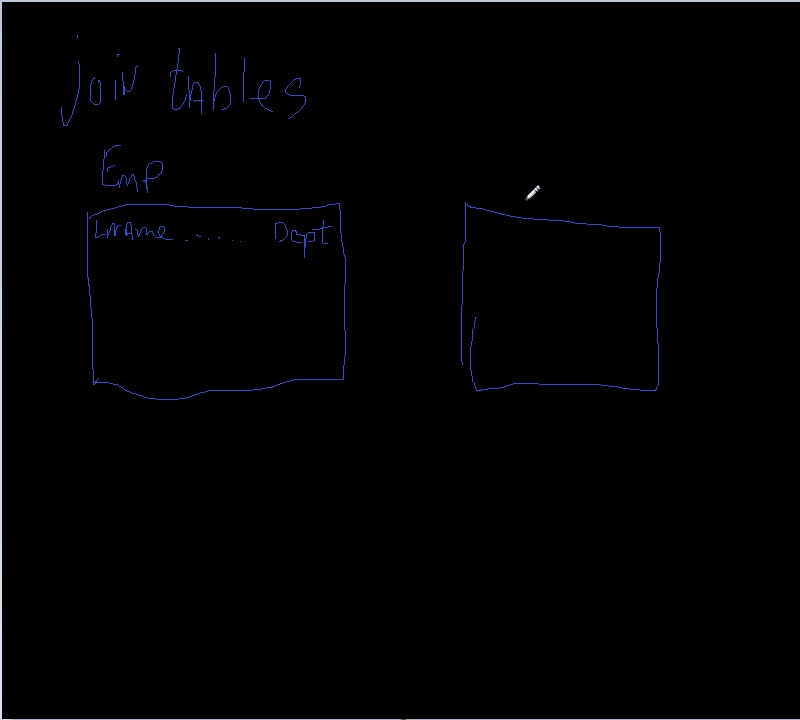 join tables
Emp
Lname ...... Dept